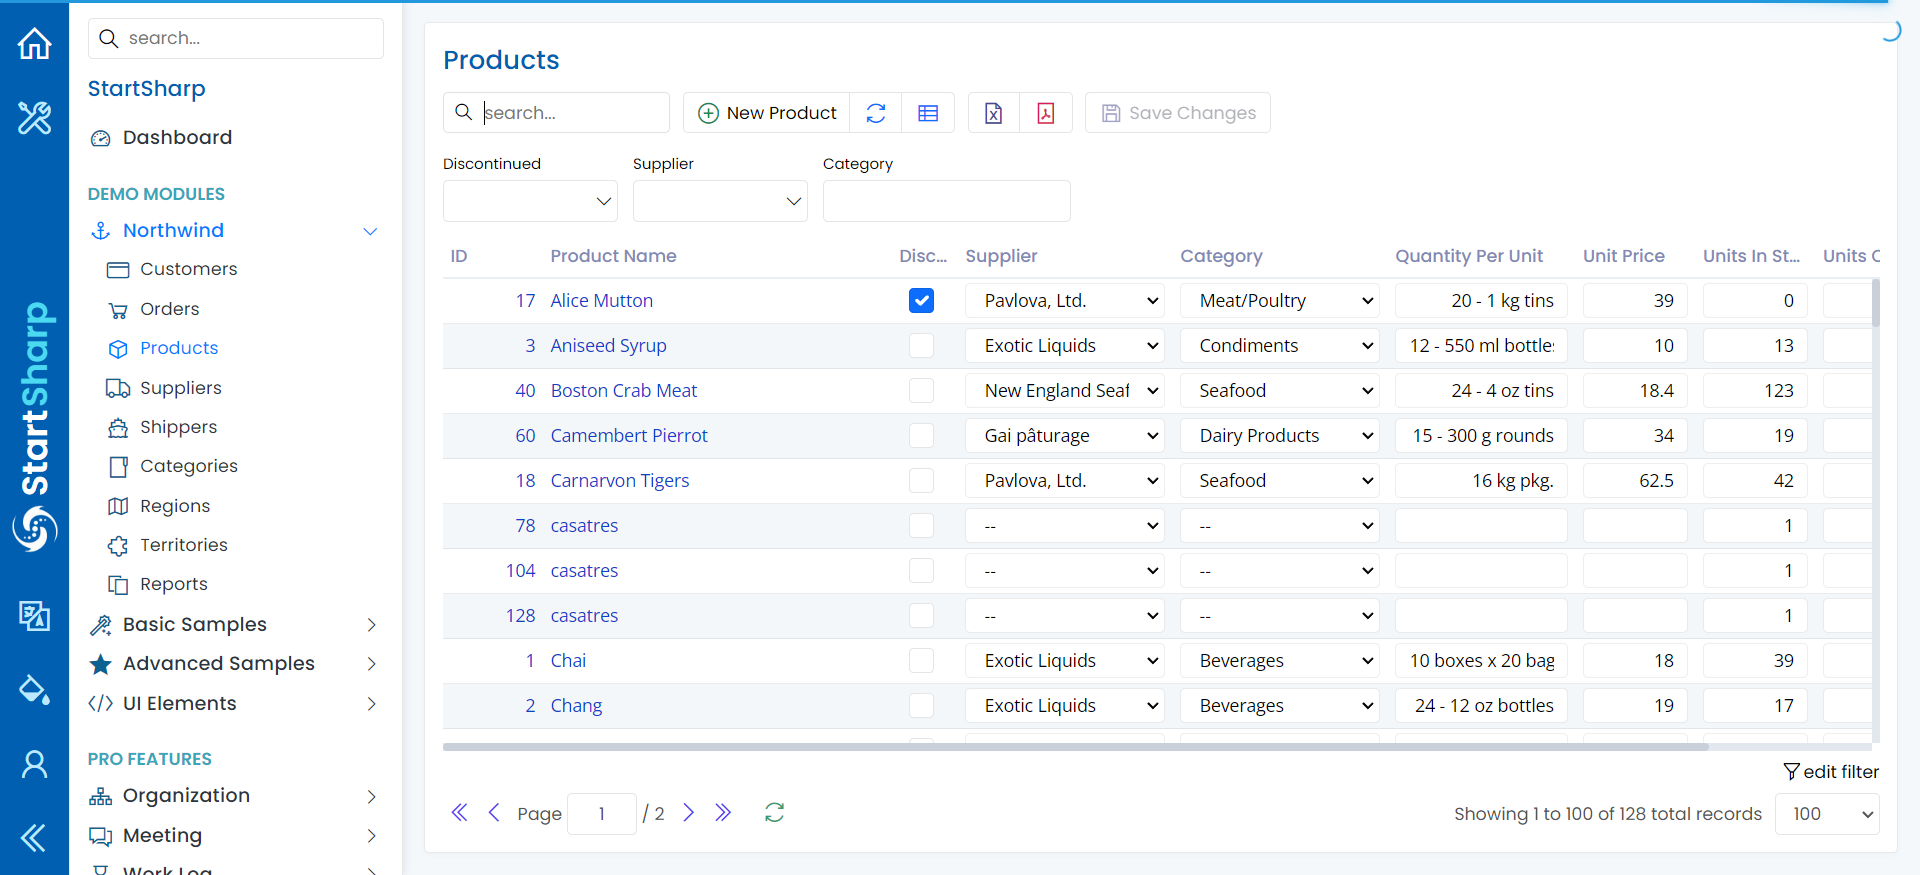 search...
StartSharp
Dashboard
DEMO MODULES
Northwind
Customers
Orders
Products
Suppliers
Shippers
Categories
Regions
Territories
Reports
Basic Samples
Advanced Samples
UI Elements
PRO FEATURES
Organization
Meeting
Work Log
StartSharp
Products
search...
New Product
Save Changes
Discontinued Supplier Category
ID Product Name Disc... Supplier Category Quantity Per Unit Unit Price Units In St... Units
17 Alice Mutton Pavlova, Ltd. Meat/Poultry 20 - 1 kg tins 39 0
3 Aniseed Syrup Exotic Liquids Condiments 12 - 550 ml bottles 10 13
40 Boston Crab Meat New England Seaf Seafood 24 - 4 oz tins 18.4 123
60 Camembert Pierrot Gai pâturage Dairy Products 15 - 300 g rounds 34 19
18 Carnarvon Tigers Pavlova, Ltd. Seafood 16 kg pkg. 62.5 42
78 casatres -- -- 1
104 casatres -- -- 1
128 casatres -- -- 1
1 Chai Exotic Liquids Beverages 10 boxes x 20 bag 18 39
2 Chang Exotic Liquids Beverages 24 - 12 oz bottles 19 17
edit filter
Page 1 / 2
Showing 1 to 100 of 128 total records 100